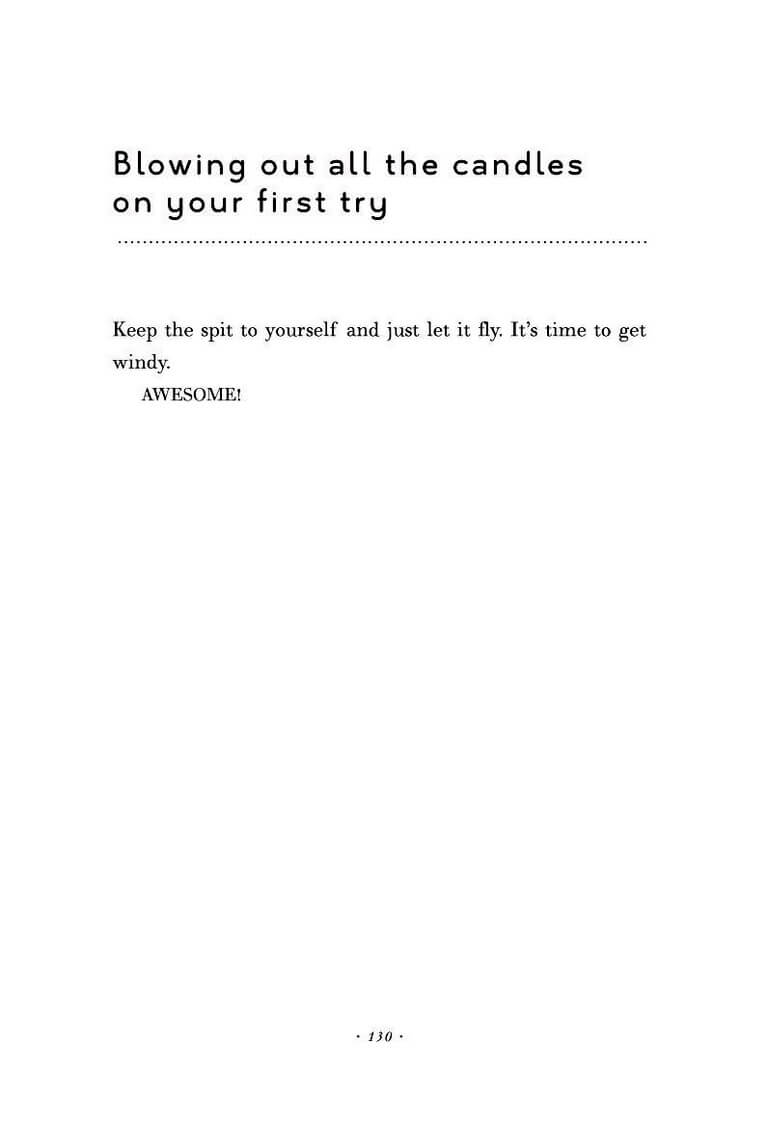 Blowing out all the candles
on your first try
Keep the spit to yourself and just let it fly. It’s time to get
windy.
AWESOME!
· 130 ·